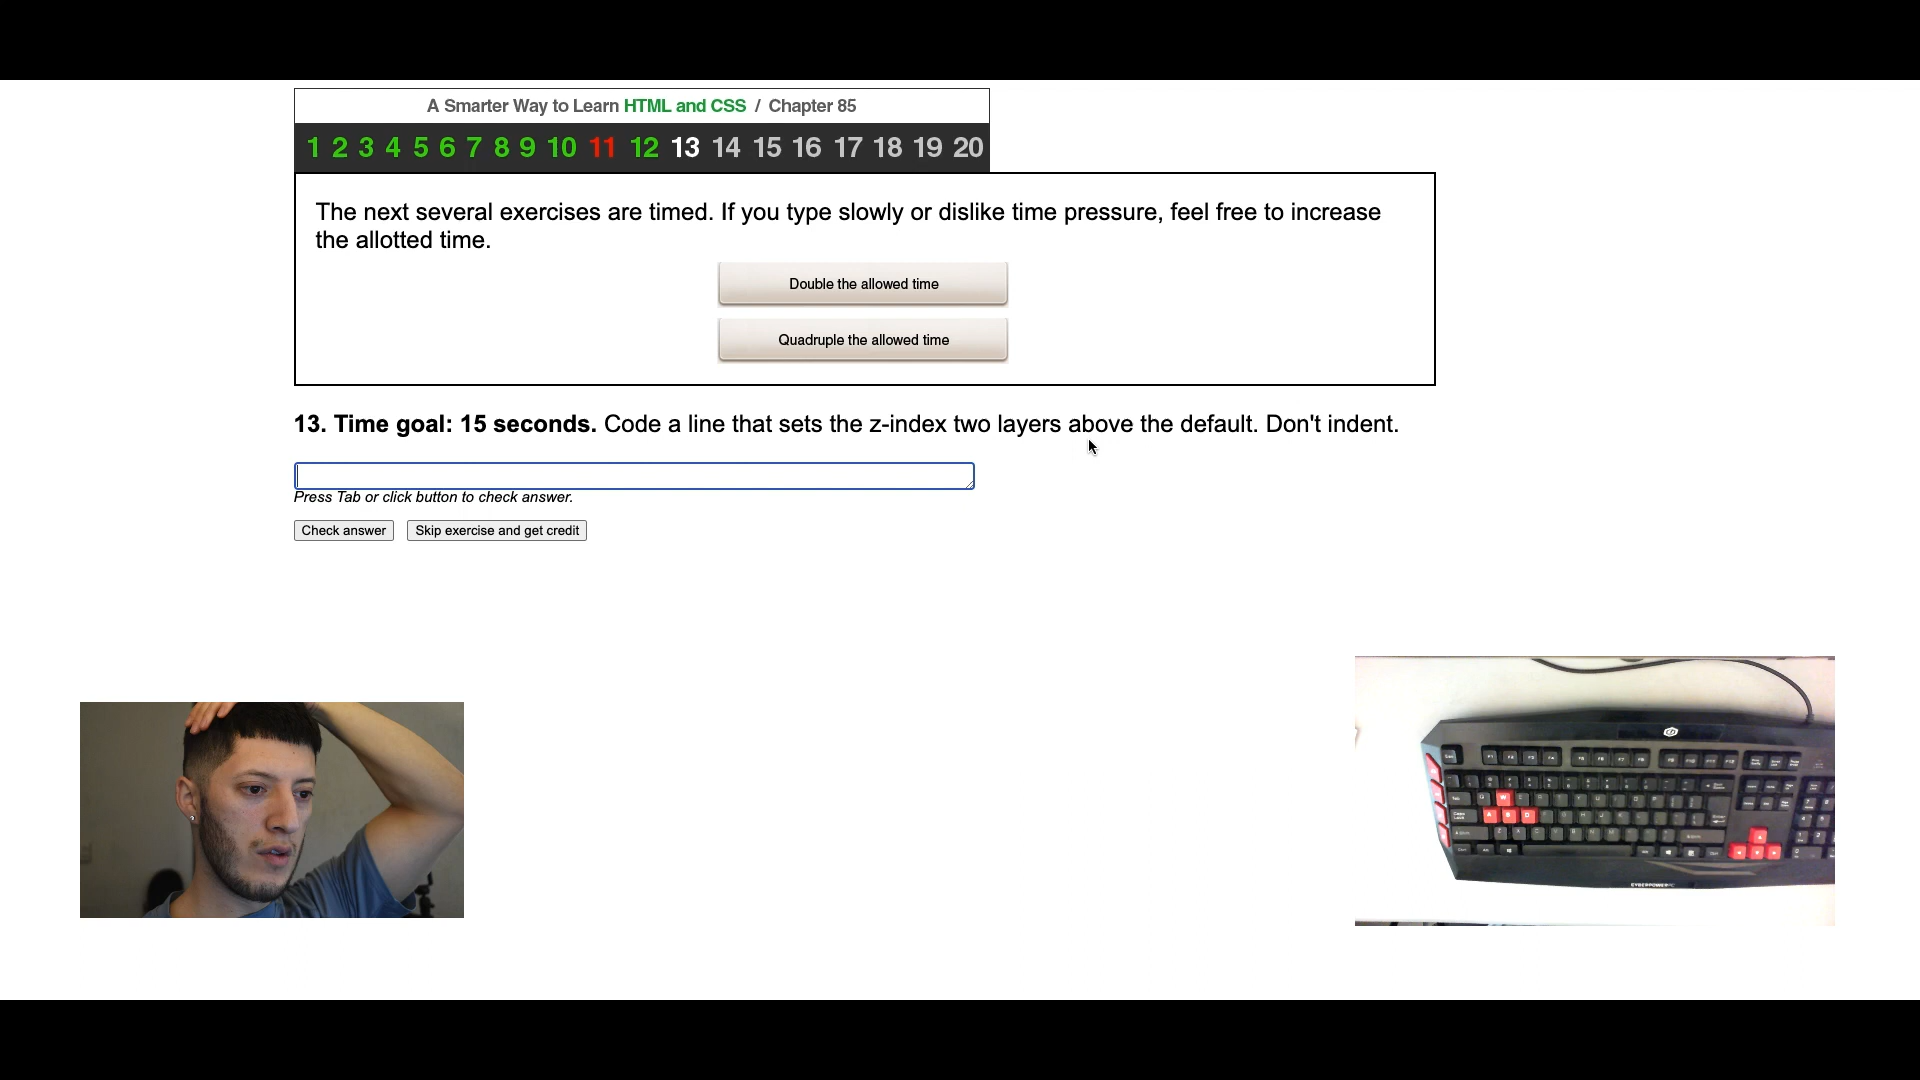 A Smarter Way to Learn HTML and CSS / Chapter 85
1 2 3 4 5 6 7 8 9 10 11 12 13 14 15 16 17 18 19 20
The next several exercises are timed. If you type slowly or dislike time pressure, feel free to increase
the allotted time.
Double the allowed time
Quadruple the allowed time
13. Time goal: 15 seconds. Code a line that sets the z-index two layers above the default. Don't indent.
Press Tab or click button to check answer.
Check answer
Skip exercise and get credit
CYBERPOWERPC